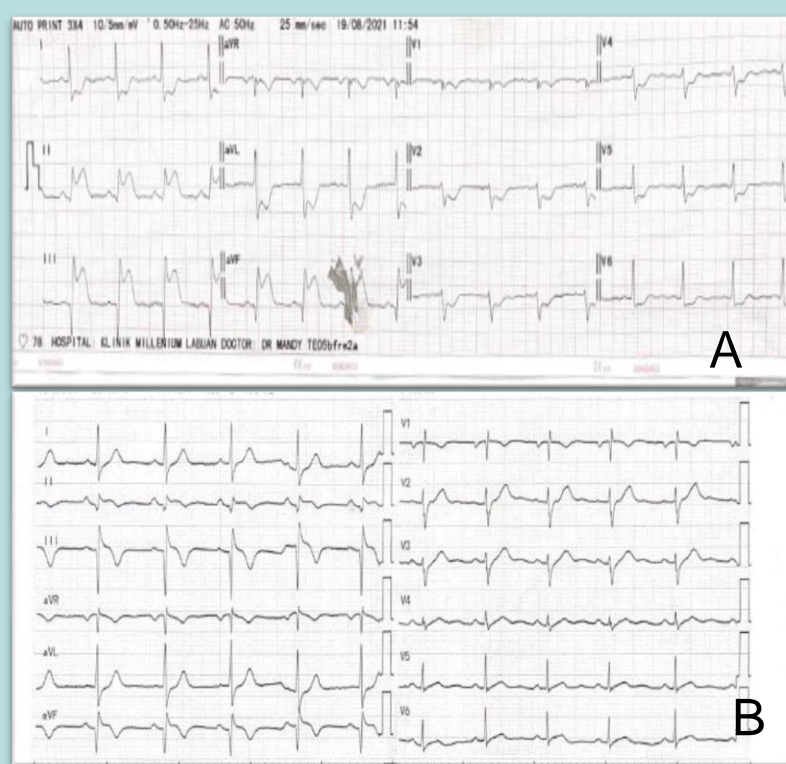 AUTO PRINT 3X4 10/5mm/mV ~0.50Hz-25Hz AC 50Hz 25 mm/sec 19/08/2021 11:54
I aVR V1 V4
II aVL V2 V5
III aVF V3 V6
♡ 78 HOSPITAL: KLINIK MILLENIUM LABUAN DOCTOR: DR MANDY
A
I V1
II V2
III V3
aVR V4
aVL V5
aVF V6
B